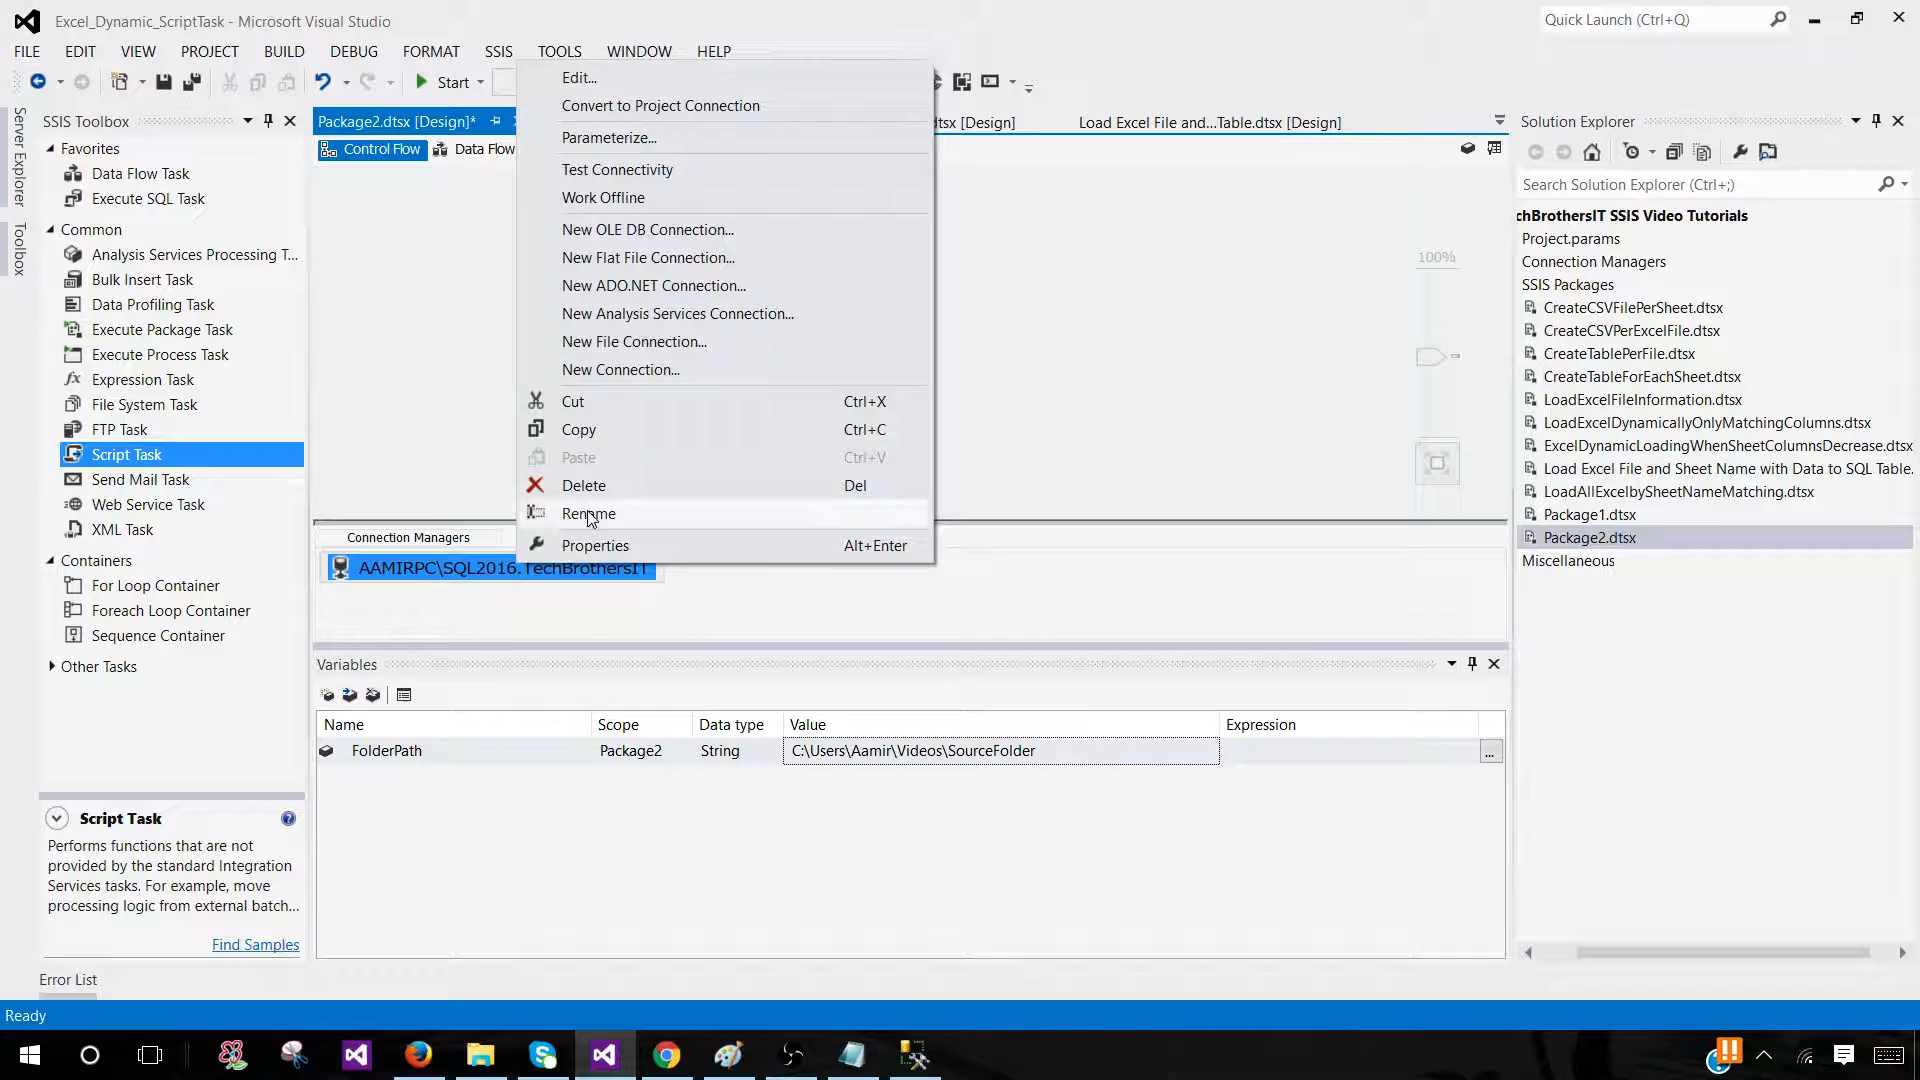 Excel_Dynamic_ScriptTask - Microsoft Visual Studio
Quick Launch (Ctrl+Q)
FILE EDIT VIEW PROJECT BUILD DEBUG FORMAT SSIS TOOLS WINDOW HELP
Start
Server Explorer
Toolbox
SSIS Toolbox
Favorites
Data Flow Task
Execute SQL Task
Common
Analysis Services Processing T...
Bulk Insert Task
Data Profiling Task
Execute Package Task
Execute Process Task
Expression Task
File System Task
FTP Task
Script Task
Send Mail Task
Web Service Task
XML Task
Containers
For Loop Container
Foreach Loop Container
Sequence Container
Other Tasks
Script Task
Performs functions that are not
provided by the standard Integration
Services tasks. For example, move
processing logic from external batch...
Find Samples
Package2.dtsx [Design]*
dtsx [Design]
Load Excel File and...Table.dtsx [Design]
Control Flow
Data Flow
100%
Edit...
Convert to Project Connection
Parameterize...
Test Connectivity
Work Offline
New OLE DB Connection...
New Flat File Connection...
New ADO.NET Connection...
New Analysis Services Connection...
New File Connection...
New Connection...
Cut Ctrl+X
Copy Ctrl+C
Paste Ctrl+V
Delete Del
Rename
Properties Alt+Enter
Connection Managers
AAMIRPC\SQL2016.TechBrothersIT
Variables
Name Scope Data type Value Expression
FolderPath Package2 String C:\Users\Aamir\Videos\SourceFolder
...
Solution Explorer
Search Solution Explorer (Ctrl+;)
chBrothersIT SSIS Video Tutorials
Project.params
Connection Managers
SSIS Packages
CreateCSVFilePerSheet.dtsx
CreateCSVPerExcelFile.dtsx
CreateTablePerFile.dtsx
CreateTableForEachSheet.dtsx
LoadExcelFileInformation.dtsx
LoadExcelDynamicallyOnlyMatchingColumns.dtsx
ExcelDynamicLoadingWhenSheetColumnsDecrease.dtsx
Load Excel File and Sheet Name with Data to SQL Table.
LoadAllExcelbySheetNameMatching.dtsx
Package1.dtsx
Package2.dtsx
Miscellaneous
Error List
Ready